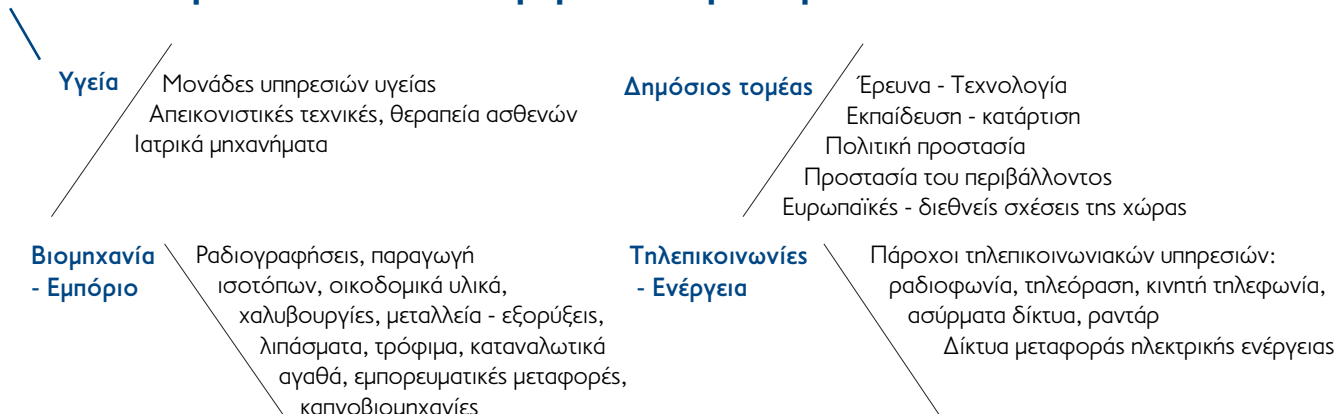 Υγεία
Μονάδες υπηρεσιών υγείας
Απεικονιστικές τεχνικές, θεραπεία ασθενών
Ιατρικά μηχανήματα
Δημόσιος τομέας
Έρευνα - Τεχνολογία
Εκπαίδευση - κατάρτιση
Πολιτική προστασία
Προστασία του περιβάλλοντος
Ευρωπαϊκές - διεθνείς σχέσεις της χώρας
Βιομηχανία
- Εμπόριο
Ραδιογραφήσεις, παραγωγή
ισοτόπων, οικοδομικά υλικά,
χαλυβουργίες, μεταλλεία - εξορύξεις,
λιπάσματα, τρόφιμα, καταναλωτικά
αγαθά, εμπορευματικές μεταφορές,
καπνοβιομηχανίες
Τηλεπικοινωνίες
- Ενέργεια
Πάροχοι τηλεπικοινωνιακών υπηρεσιών:
ραδιοφωνία, τηλεόραση, κινητή τηλεφωνία,
ασύρματα δίκτυα, ραντάρ
Δίκτυα μεταφοράς ηλεκτρικής ενέργειας